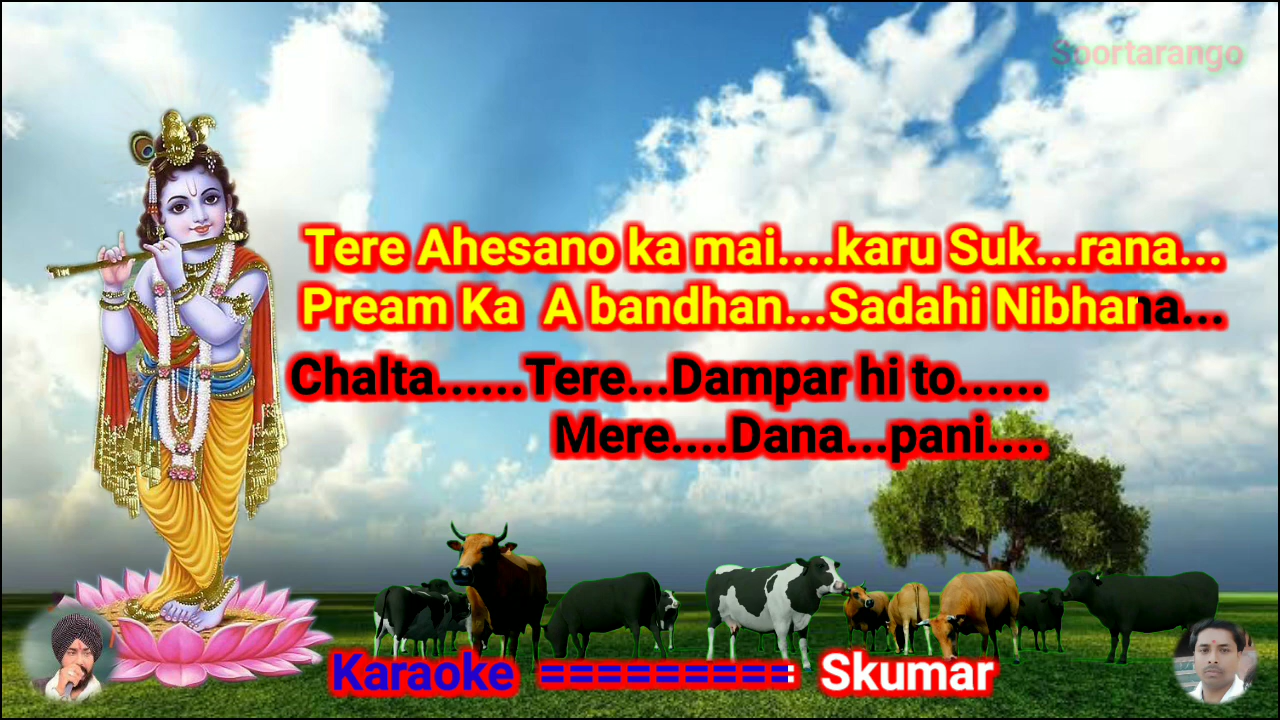 Soortarango
Tere Ahesano ka mai....karu Suk...rana...
Pream Ka A bandhan...Sadahi Nibhana...
Chalta......Tere...Dampar hi to......
Mere....Dana...pani....
Karaoke ========= Skumar